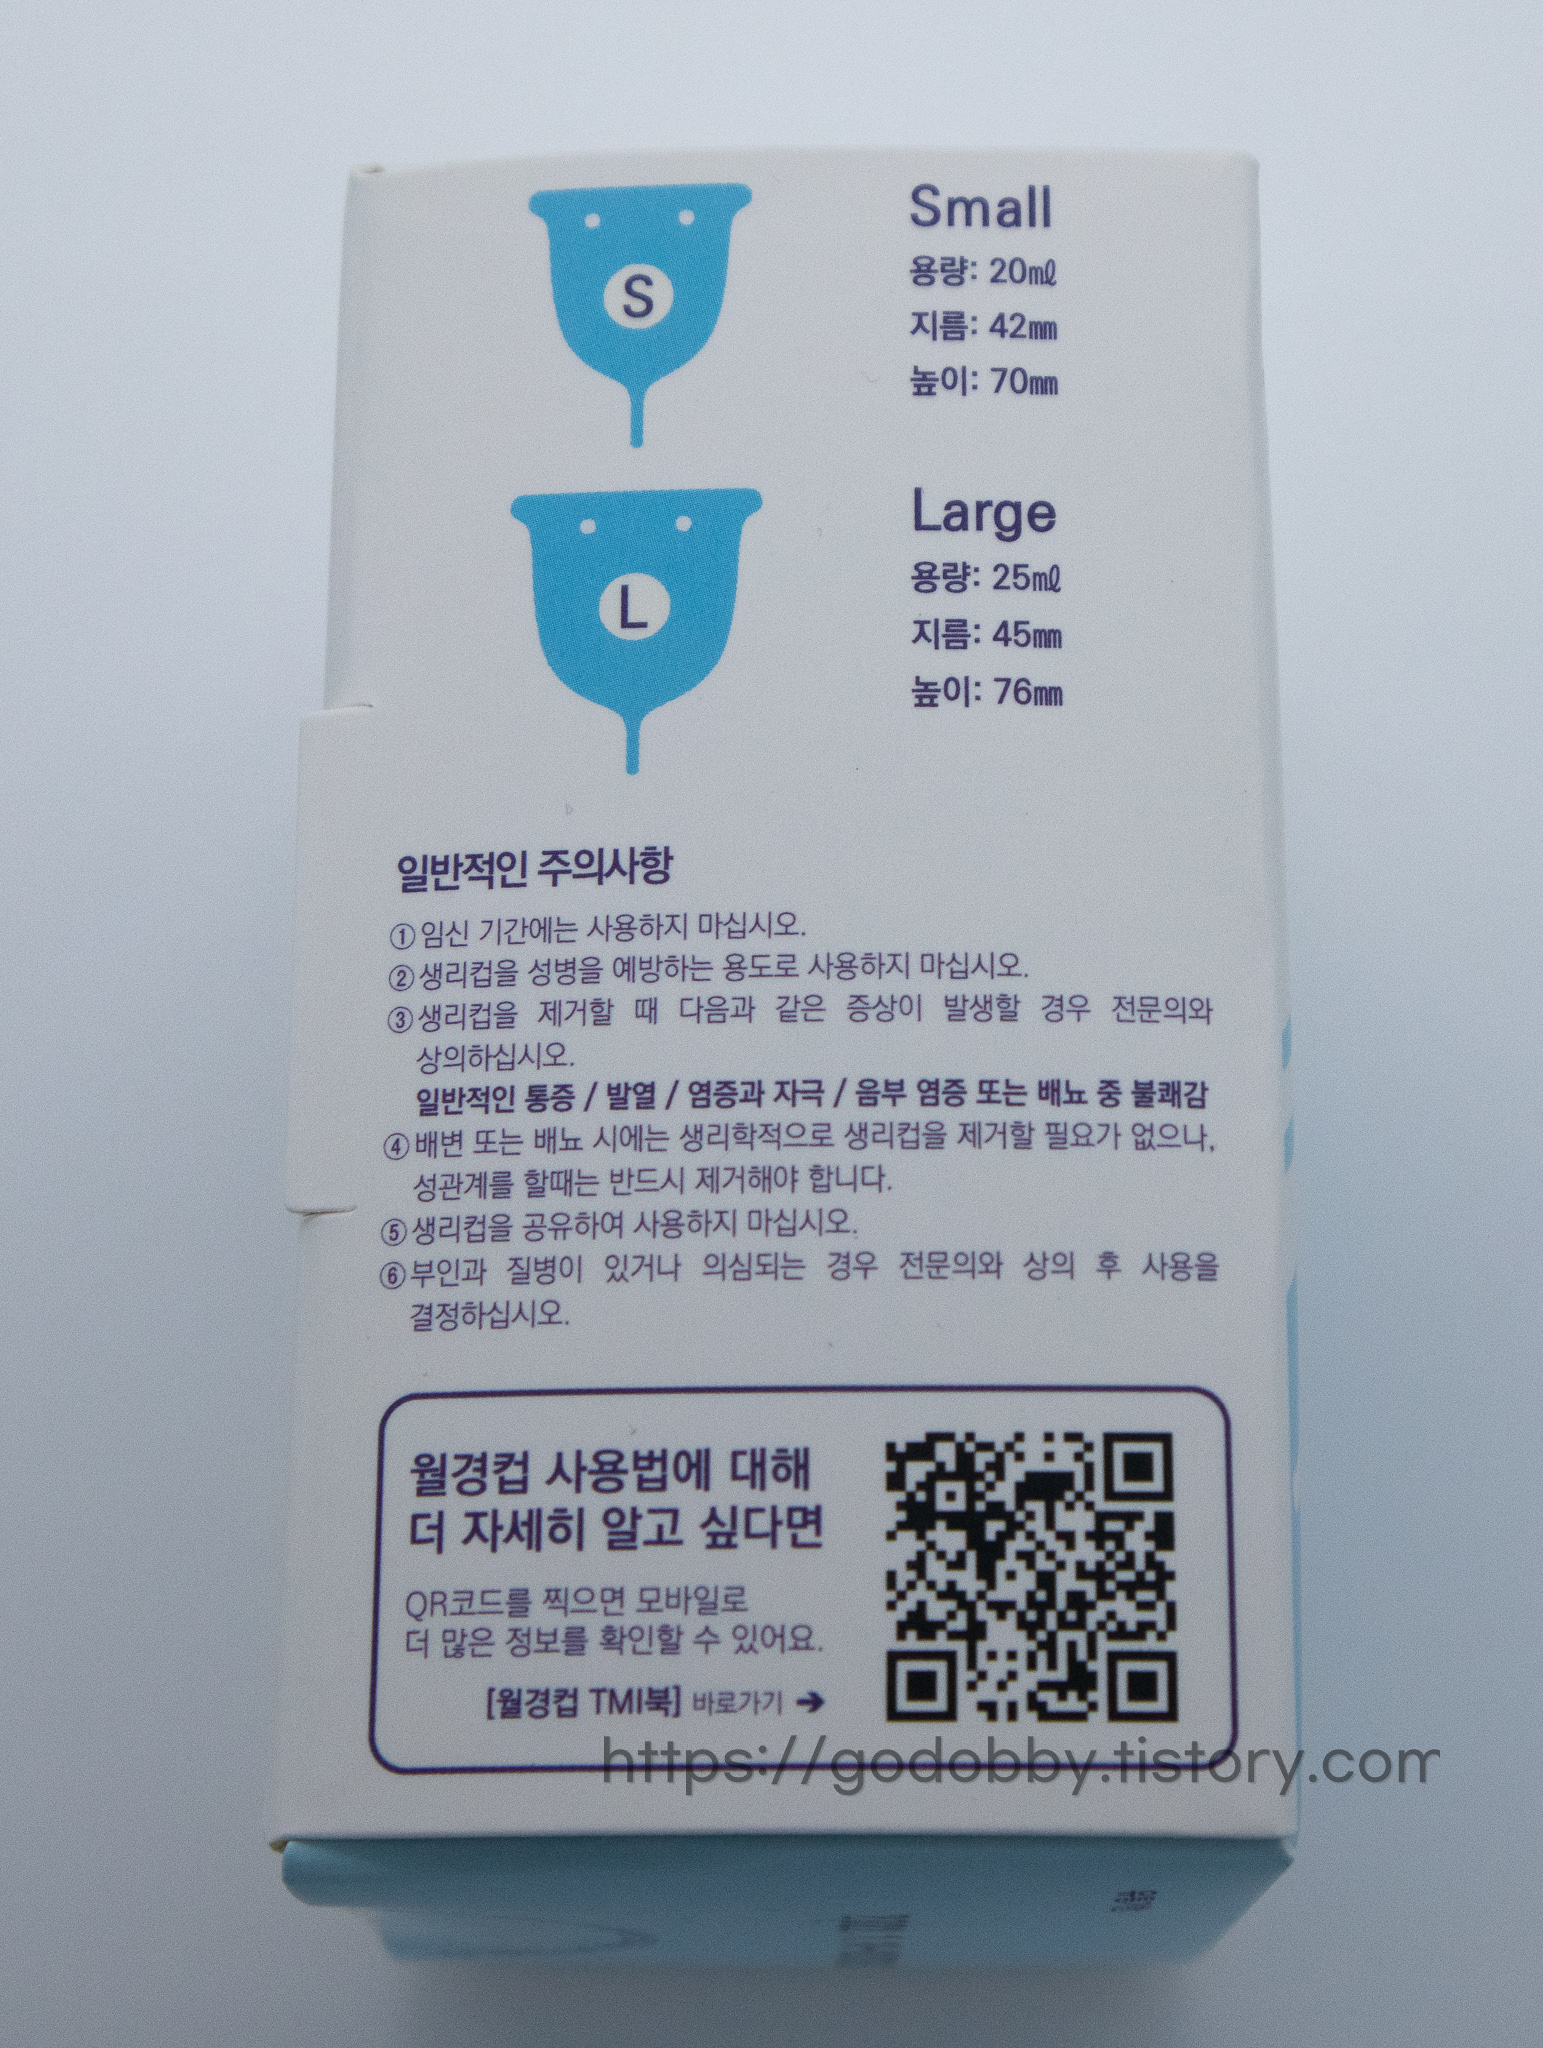 S
Small
용량: 20㎖
지름: 42㎜
높이: 70㎜
L
Large
용량: 25㎖
지름: 45㎜
높이: 76㎜
일반적인 주의사항
① 임신 기간에는 사용하지 마십시오.
② 생리컵을 성병을 예방하는 용도로 사용하지 마십시오.
③ 생리컵을 제거할 때 다음과 같은 증상이 발생할 경우 전문의와
상의하십시오.
일반적인 통증 / 발열 / 염증과 자극 / 음부 염증 또는 배뇨 중 불쾌감
④ 배변 또는 배뇨 시에는 생리학적으로 생리컵을 제거할 필요가 없으나,
성관계를 할때는 반드시 제거해야 합니다.
⑤ 생리컵을 공유하여 사용하지 마십시오.
⑥ 부인과 질병이 있거나 의심되는 경우 전문의와 상의 후 사용을
결정하십시오.
월경컵 사용법에 대해
더 자세히 알고 싶다면
QR코드를 찍으면 모바일로
더 많은 정보를 확인할 수 있어요.
[월경컵 TMI북] 바로가기 ➔
https://godobby.tistory.com